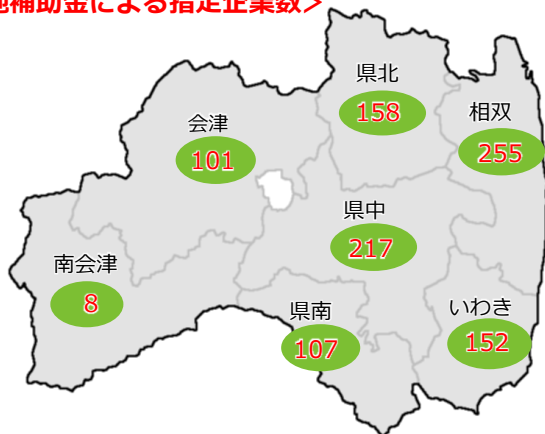 補助金による指定企業数＞
県北
158
相双
255
会津
101
県中
217
南会津
8
県南
107
いわき
152